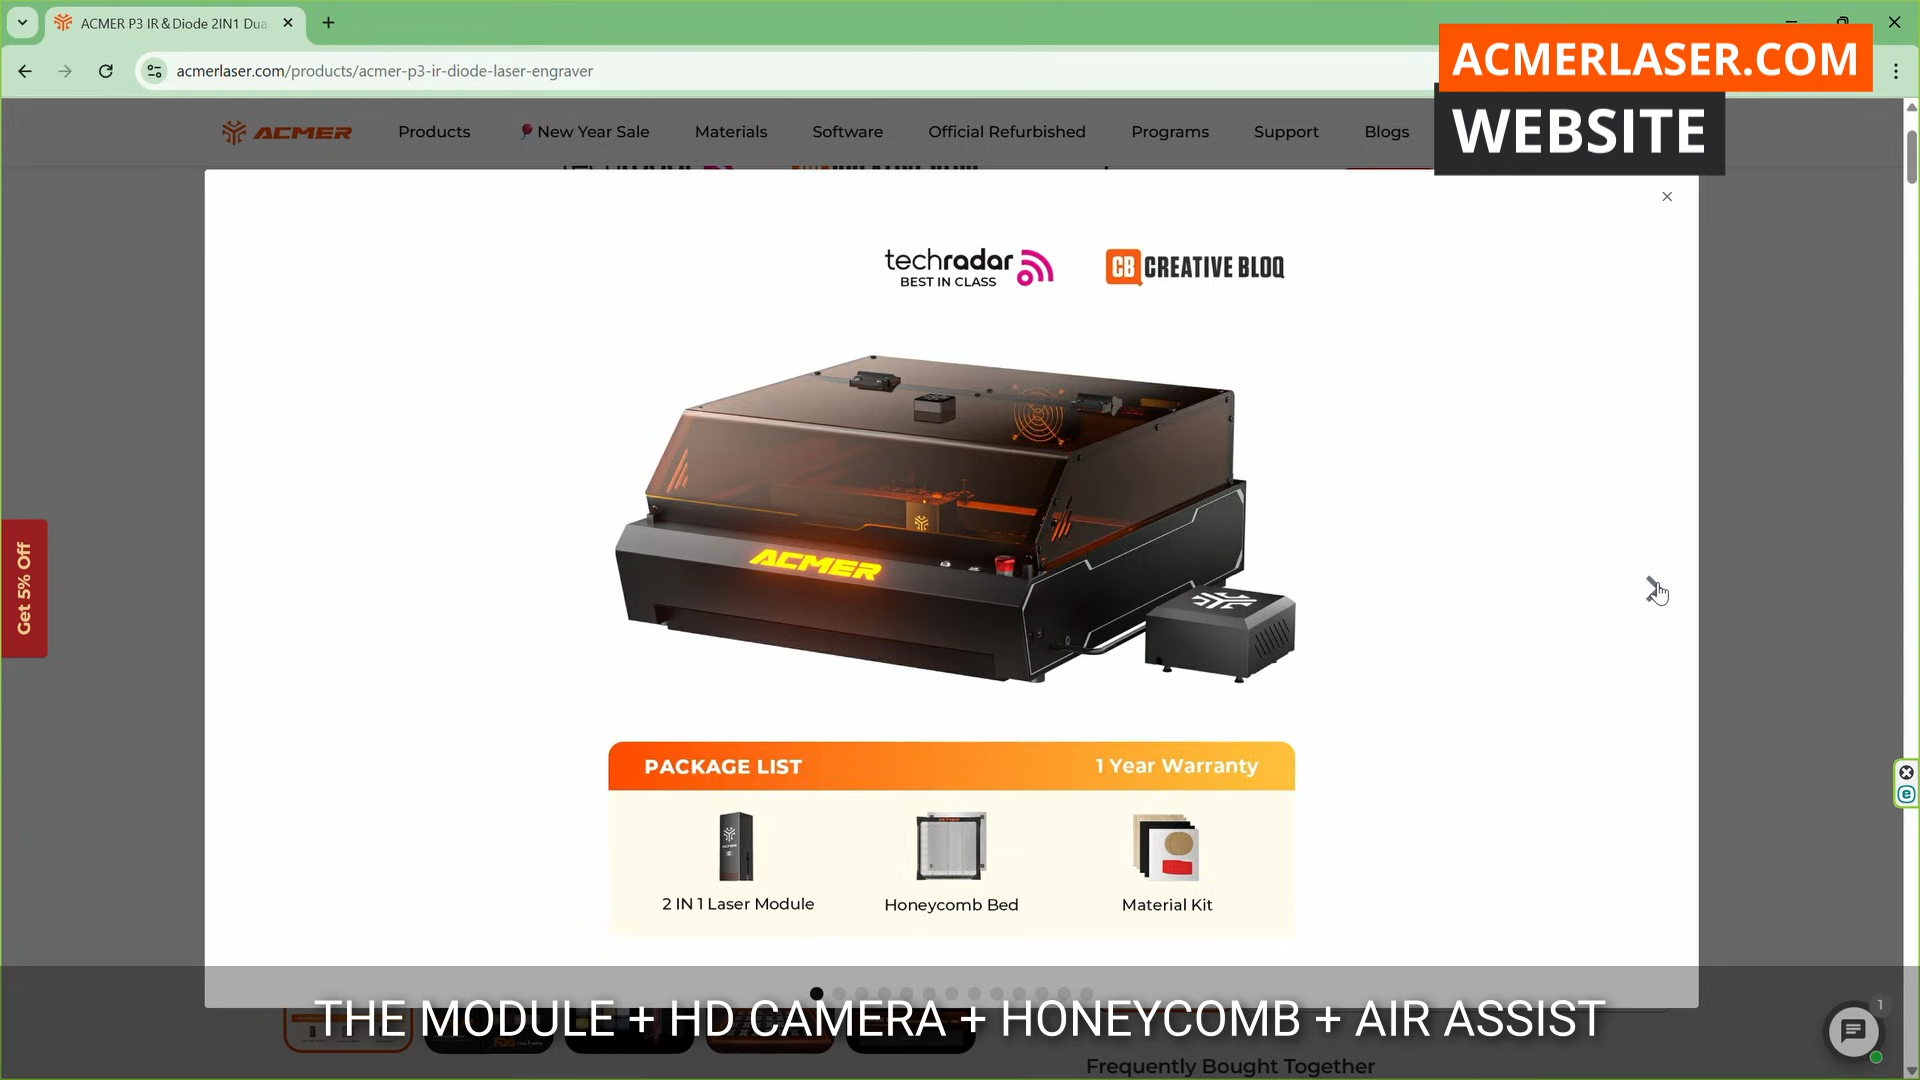 ACMER P3 IR & Diode 2IN1 Dua
acmerlaser.com/products/acmer-p3-ir-diode-laser-engraver
ACMERLASER.COM
WEBSITE
ACMER
Products
New Year Sale
Materials
Software
Official Refurbished
Programs
Support
Blogs
techradar
BEST IN CLASS
CB CREATIVE BLOQ
ACMER
Get 5% Off
PACKAGE LIST
1 Year Warranty
2 IN 1 Laser Module
Honeycomb Bed
Material Kit
THE MODULE + HD CAMERA + HONEYCOMB + AIR ASSIST
1
Frequently Bought Together